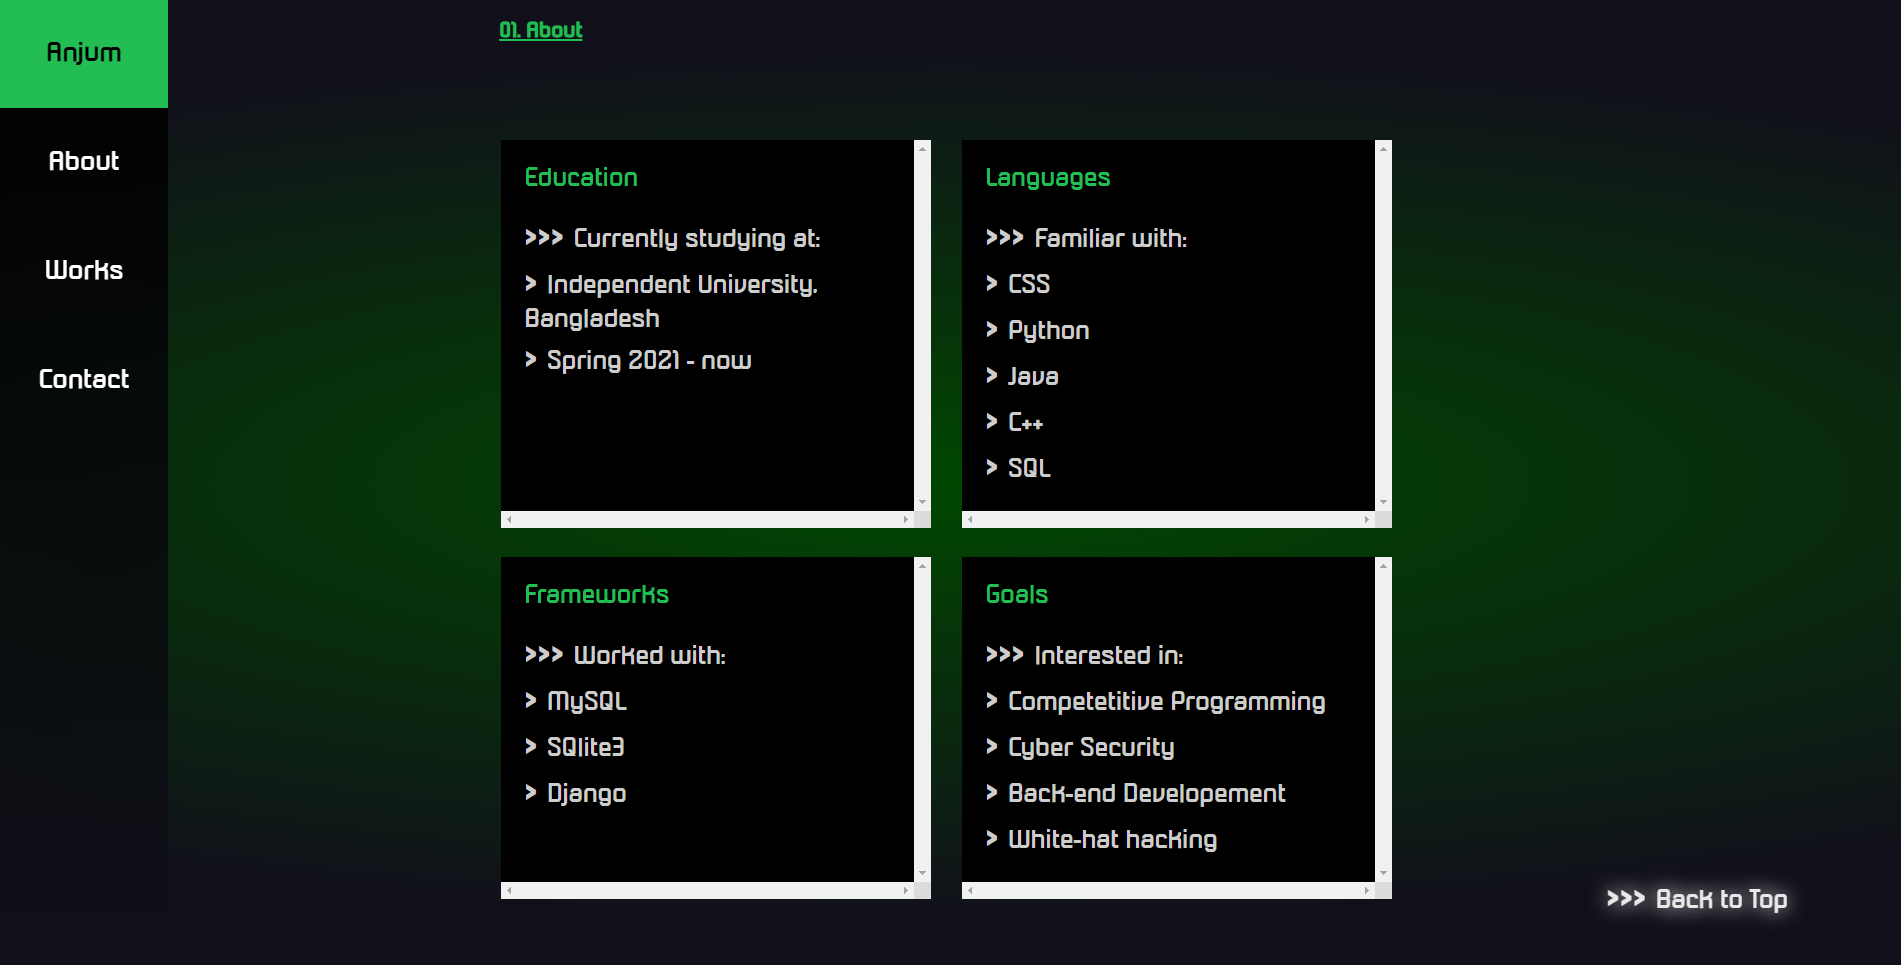 Anjum
About
Works
Contact
01. About
Education
>>> Currently studying at:
> Independent University,
Bangladesh
> Spring 2021 - now
Languages
>>> Familiar with:
> CSS
> Python
> Java
> C++
> SQL
Frameworks
>>> Worked with:
> MySQL
> SQlite3
> Django
Goals
>>> Interested in:
> Competetitive Programming
> Cyber Security
> Back-end Developement
> White-hat hacking
>>> Back to Top